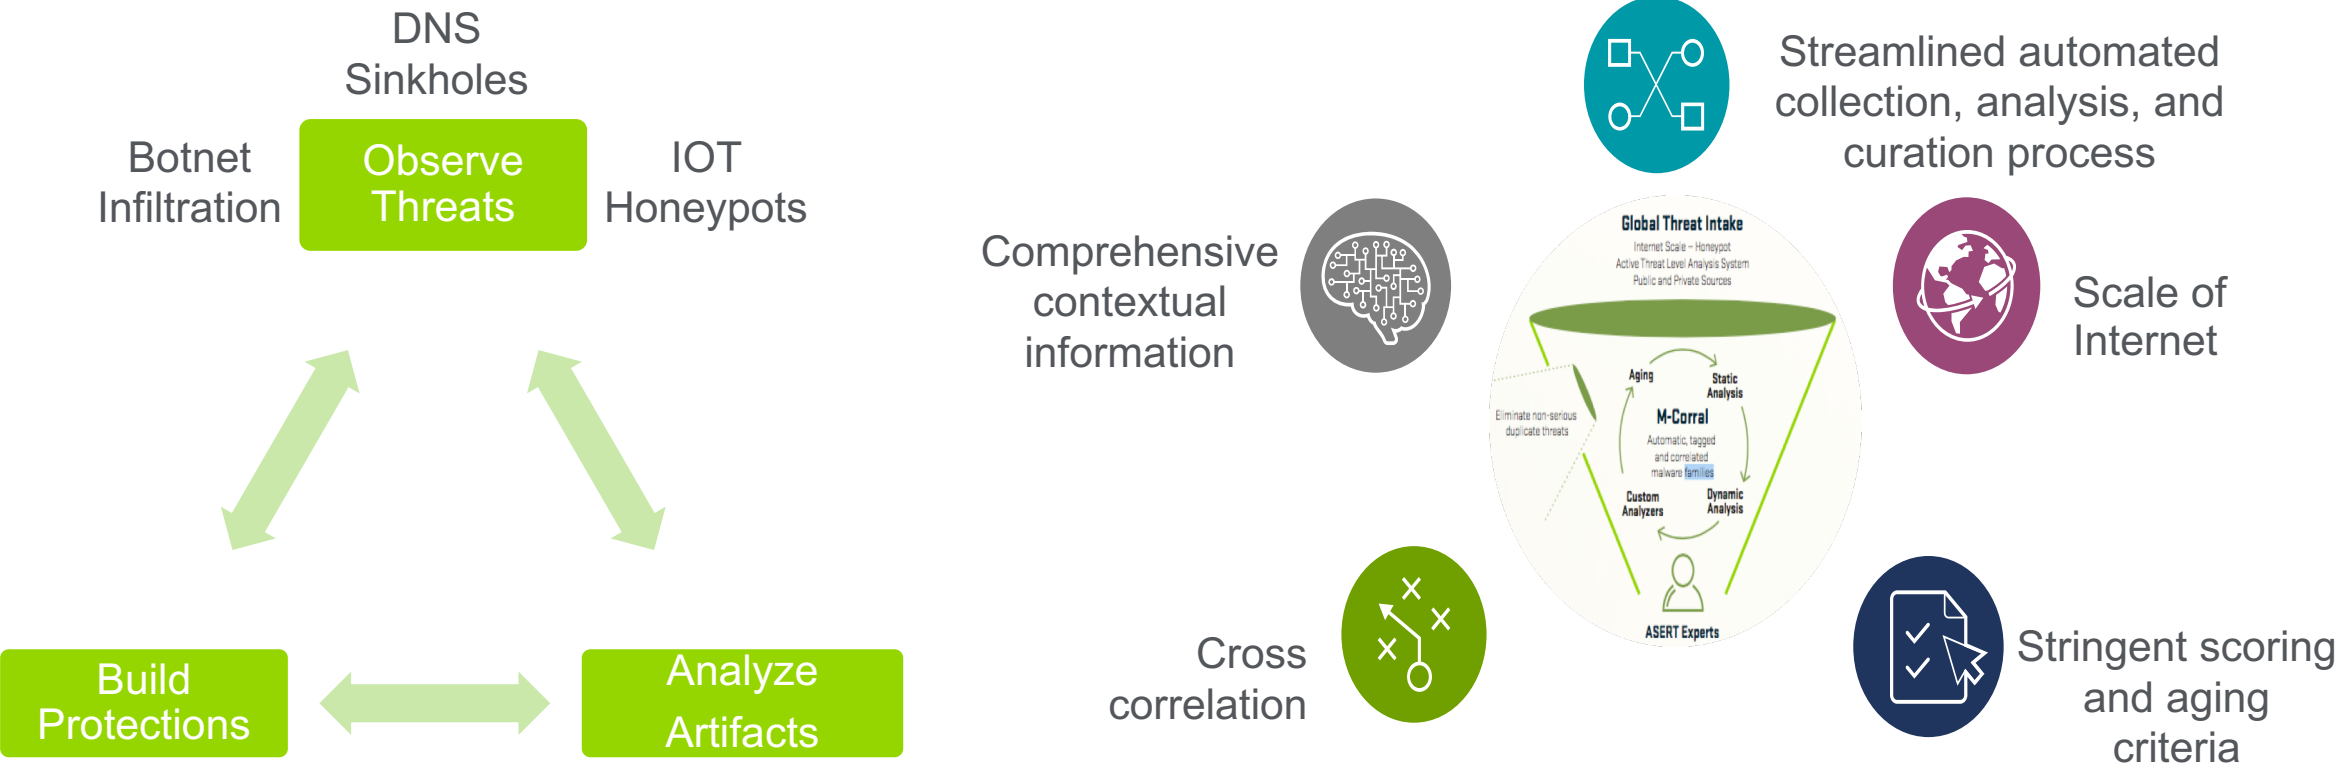 DNS
Sinkholes
Botnet
Infiltration
Observe
Threats
IOT
Honeypots
Build
Protections
Analyze
Artifacts
Streamlined automated
collection, analysis, and
curation process
Comprehensive
contextual
information
Scale of
Internet
Global Threat Intake
Internet Scale – Honeypot
Active Threat Level Analysis System
Public and Private Sources
Eliminate non-serious
duplicate threats
Aging
Static
Analysis
M-Corral
Automatic, tagged
and correlated
malware families
Custom
Analyzers
Dynamic
Analysis
ASERT Experts
Cross
correlation
Stringent scoring
and aging
criteria